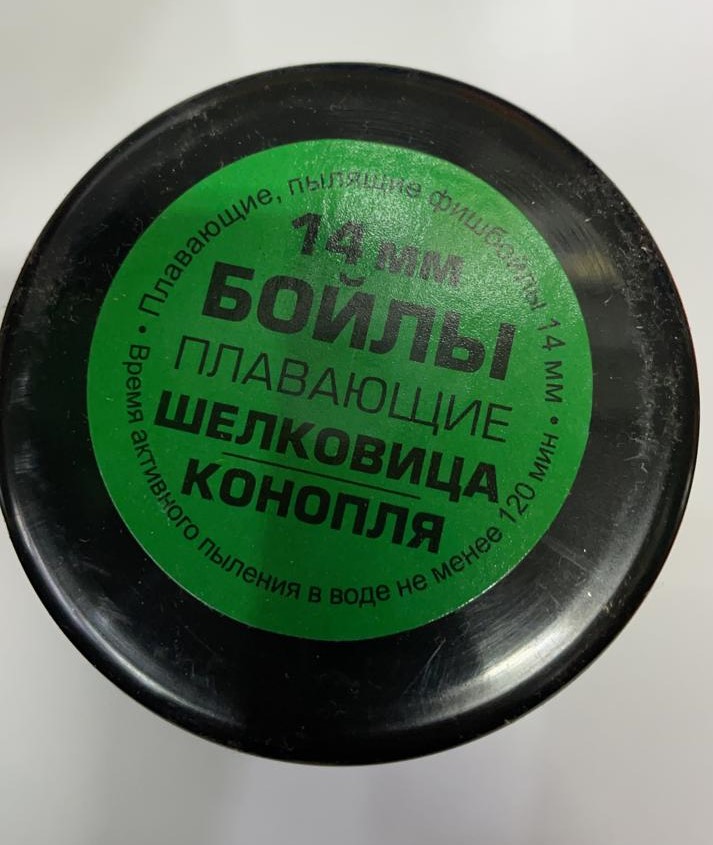 Плавающие, пылящие фишбойлы 14 мм •
14 мм
БОЙЛЫ
ПЛАВАЮЩИЕ
ШЕЛКОВИЦА
КОНОПЛЯ
Время активного пыления в воде не менее 120 мин •